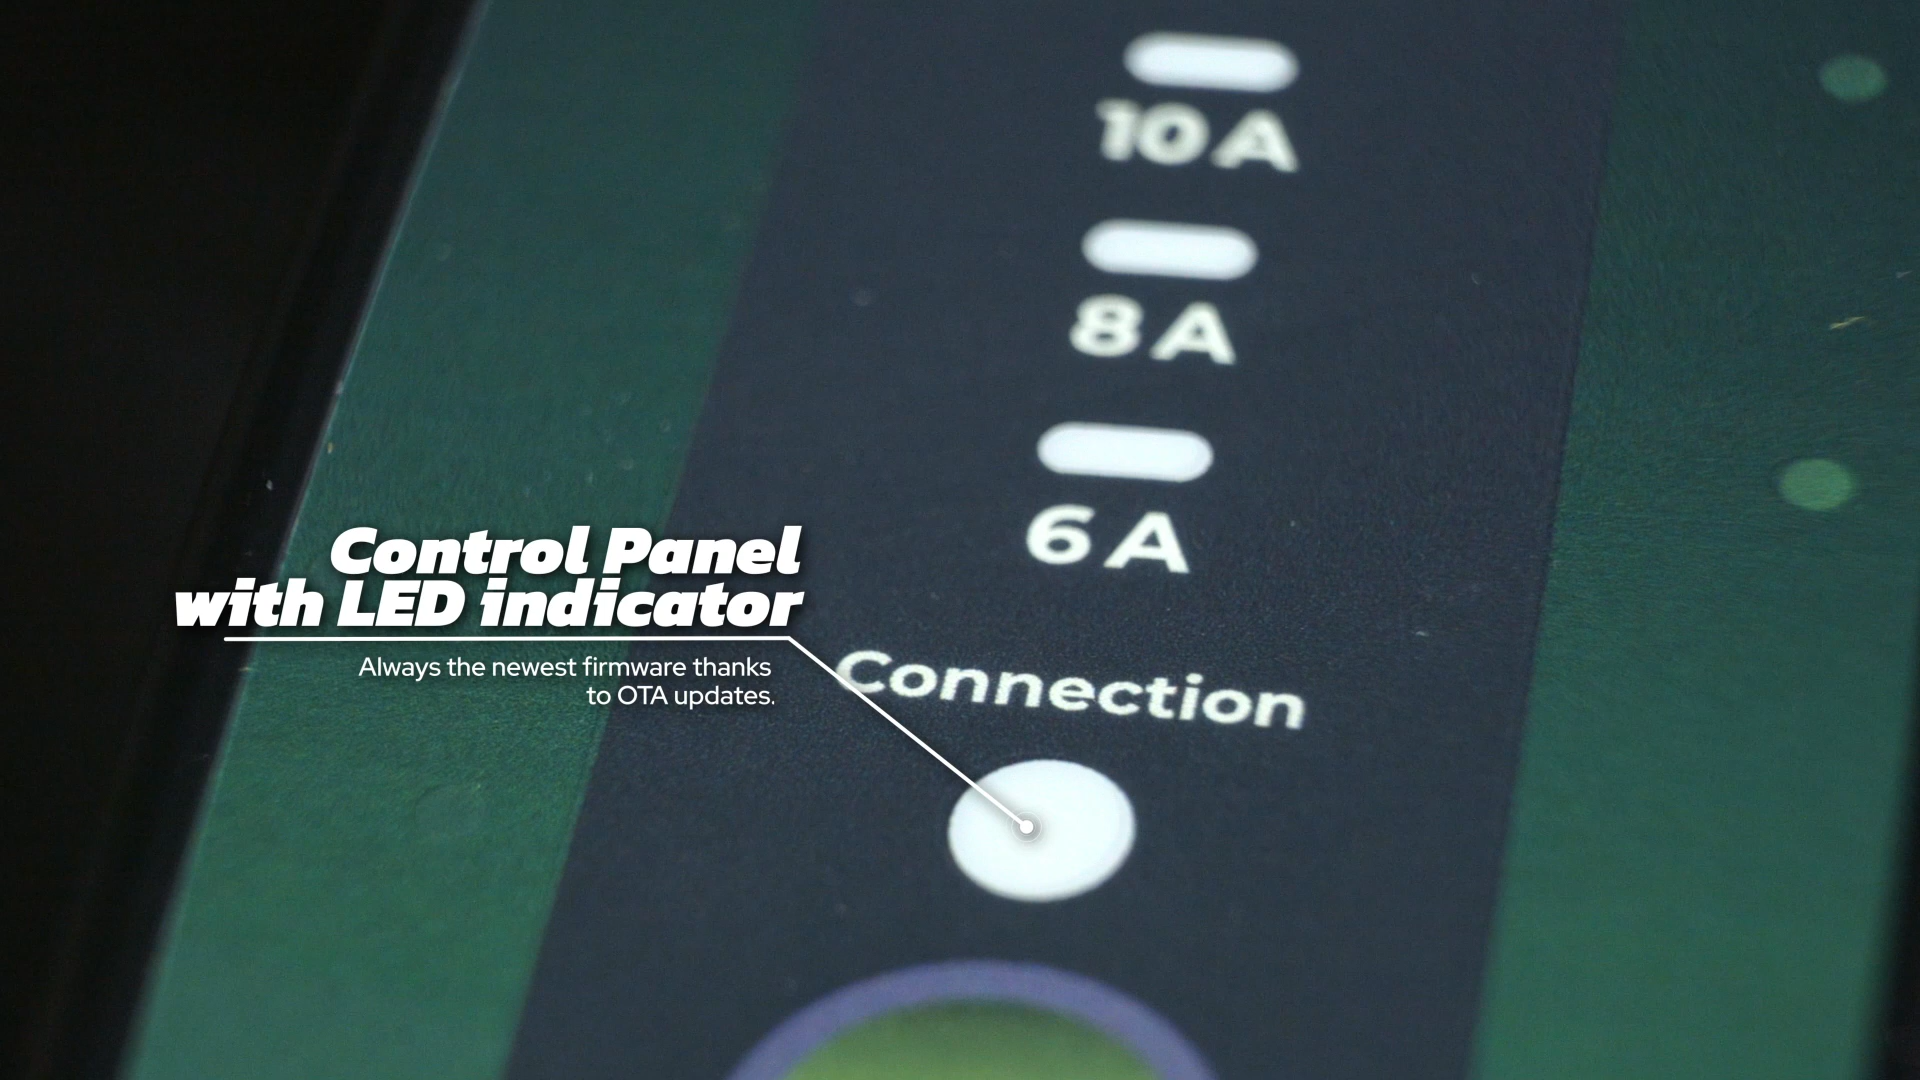 10 A
8 A
6 A
Control Panel
with LED indicator
Always the newest firmware thanks
to OTA updates.
Connection